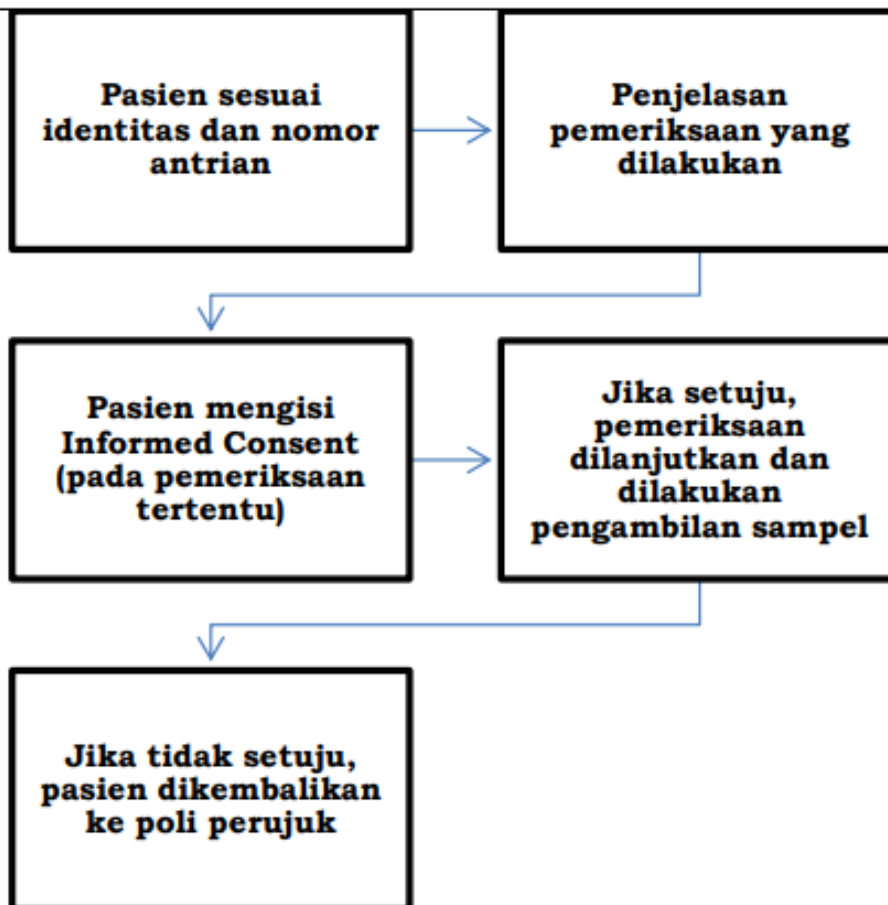 Pasien sesuai
identitas dan nomor
antrian
Penjelasan
pemeriksaan yang
dilakukan
Pasien mengisi
Informed Consent
(pada pemeriksaan
tertentu)
Jika setuju,
pemeriksaan
dilanjutkan dan
dilakukan
pengambilan sampel
Jika tidak setuju,
pasien dikembalikan
ke poli perujuk